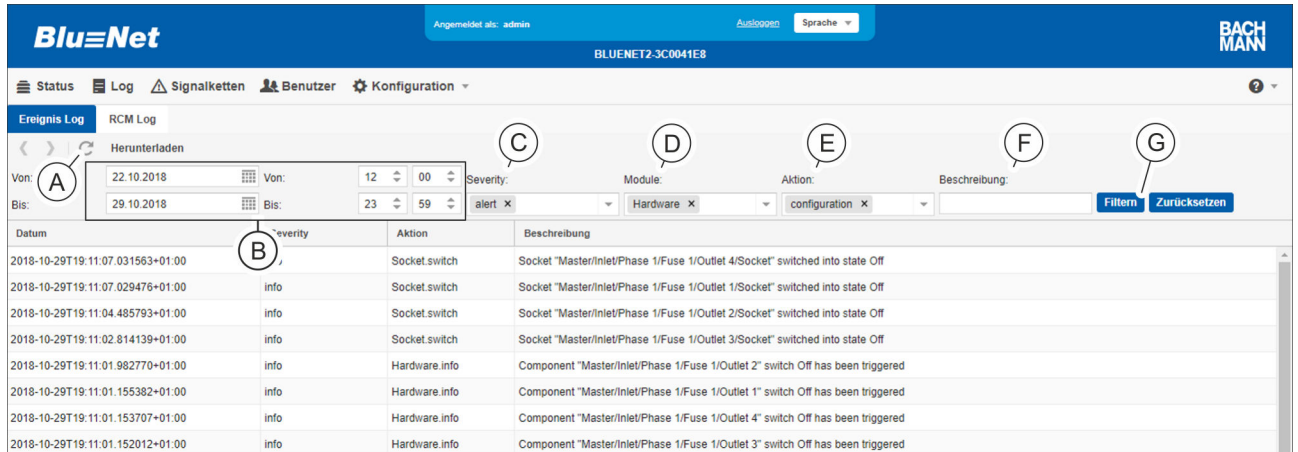 Blu≡Net
Angemeldet als: admin Ausloggen Sprache
BLUENET2-3C0041E8
BACH
MANN
Status Log Signalketten Benutzer Konfiguration ?
Ereignis Log RCM Log
Herunterladen
C D E F G
A
Von: 22.10.2018 Von: 12 00 Severity: Module: Aktion: Beschreibung:
Bis: 29.10.2018 Bis: 23 59 alert × Hardware × configuration × Filtern Zurücksetzen
B
Datum Severity Aktion Beschreibung
2018-10-29T19:11:07.031563+01:00 Socket.switch Socket "Master/Inlet/Phase 1/Fuse 1/Outlet 4/Socket" switched into state Off
2018-10-29T19:11:07.029476+01:00 info Socket.switch Socket "Master/Inlet/Phase 1/Fuse 1/Outlet 1/Socket" switched into state Off
2018-10-29T19:11:04.485793+01:00 info Socket.switch Socket "Master/Inlet/Phase 1/Fuse 1/Outlet 2/Socket" switched into state Off
2018-10-29T19:11:02.814139+01:00 info Socket.switch Socket "Master/Inlet/Phase 1/Fuse 1/Outlet 3/Socket" switched into state Off
2018-10-29T19:11:01.982770+01:00 info Hardware.info Component "Master/Inlet/Phase 1/Fuse 1/Outlet 2" switch Off has been triggered
2018-10-29T19:11:01.155382+01:00 info Hardware.info Component "Master/Inlet/Phase 1/Fuse 1/Outlet 1" switch Off has been triggered
2018-10-29T19:11:01.153707+01:00 info Hardware.info Component "Master/Inlet/Phase 1/Fuse 1/Outlet 4" switch Off has been triggered
2018-10-29T19:11:01.152012+01:00 info Hardware.info Component "Master/Inlet/Phase 1/Fuse 1/Outlet 3" switch Off has been triggered